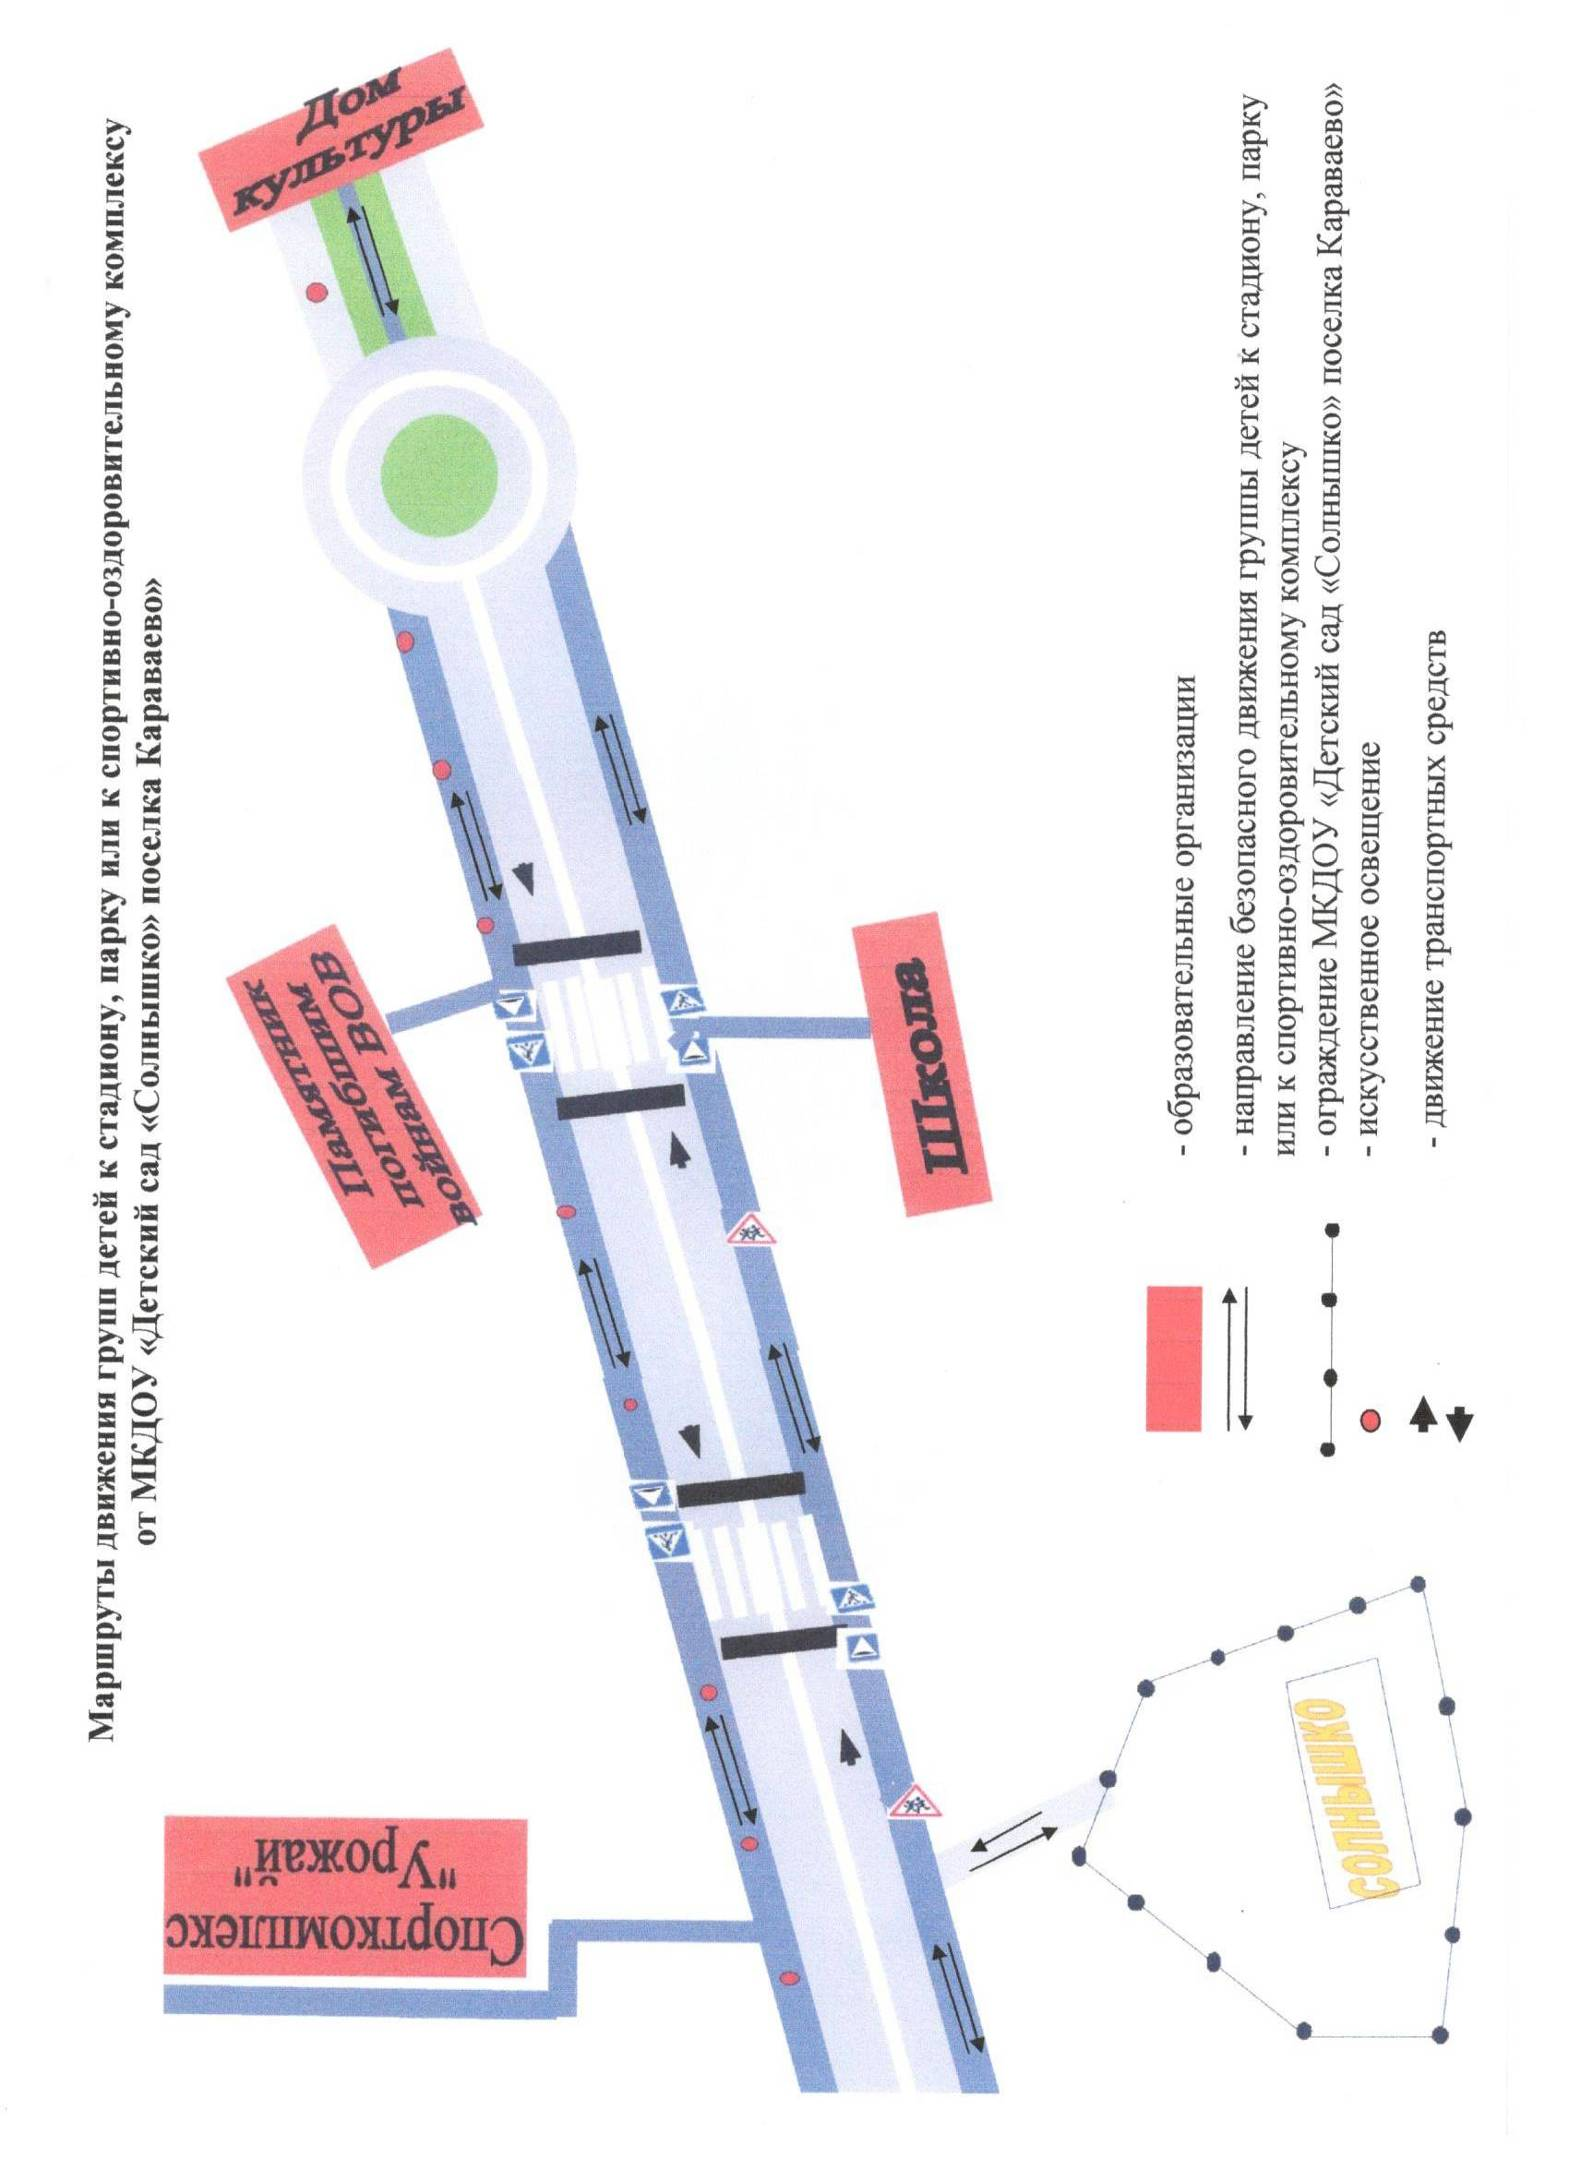 Маршруты движения групп детей к стадиону, парку или к спортивно-оздоровительному комплексу
от МКДОУ «Детский сад «Солнышко» поселка Караваево»
Спорткомплекс
"Урожай"
Памятник
погибшим
войнам ВОВ
Дом
культуры
Школа
СОЛНЫШКО
- образовательные организации
- направление безопасного движения группы детей к стадиону, парку
или к спортивно-оздоровительному комплексу
- ограждение МКДОУ «Детский сад «Солнышко» поселка Караваево»
- искусственное освещение
- движение транспортных средств